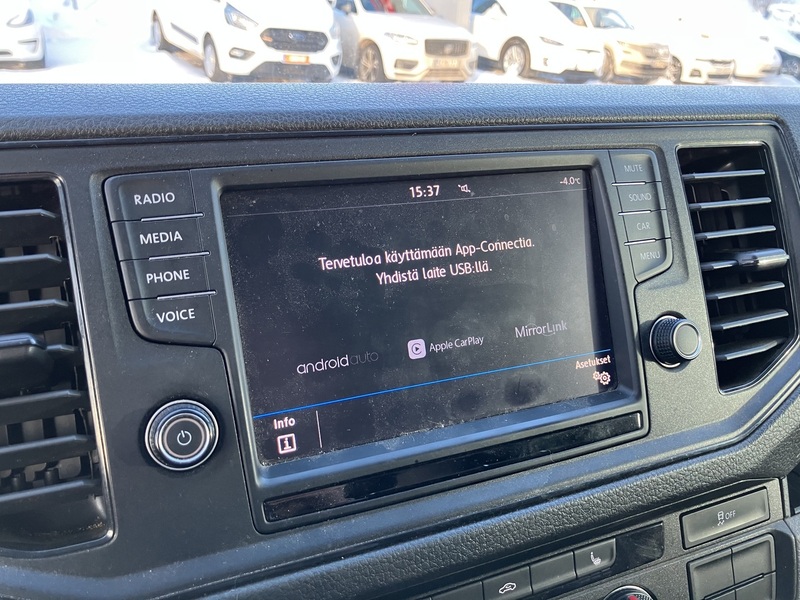 RADIO
MEDIA
PHONE
VOICE
15:37
-4.0°C
Tervetuloa käyttämään App-Connectia.
Yhdistä laite USB:llä.
androidauto
Apple CarPlay
MirrorLink
Asetukset
Info
i
MUTE
SOUND
CAR
MENU
OFF